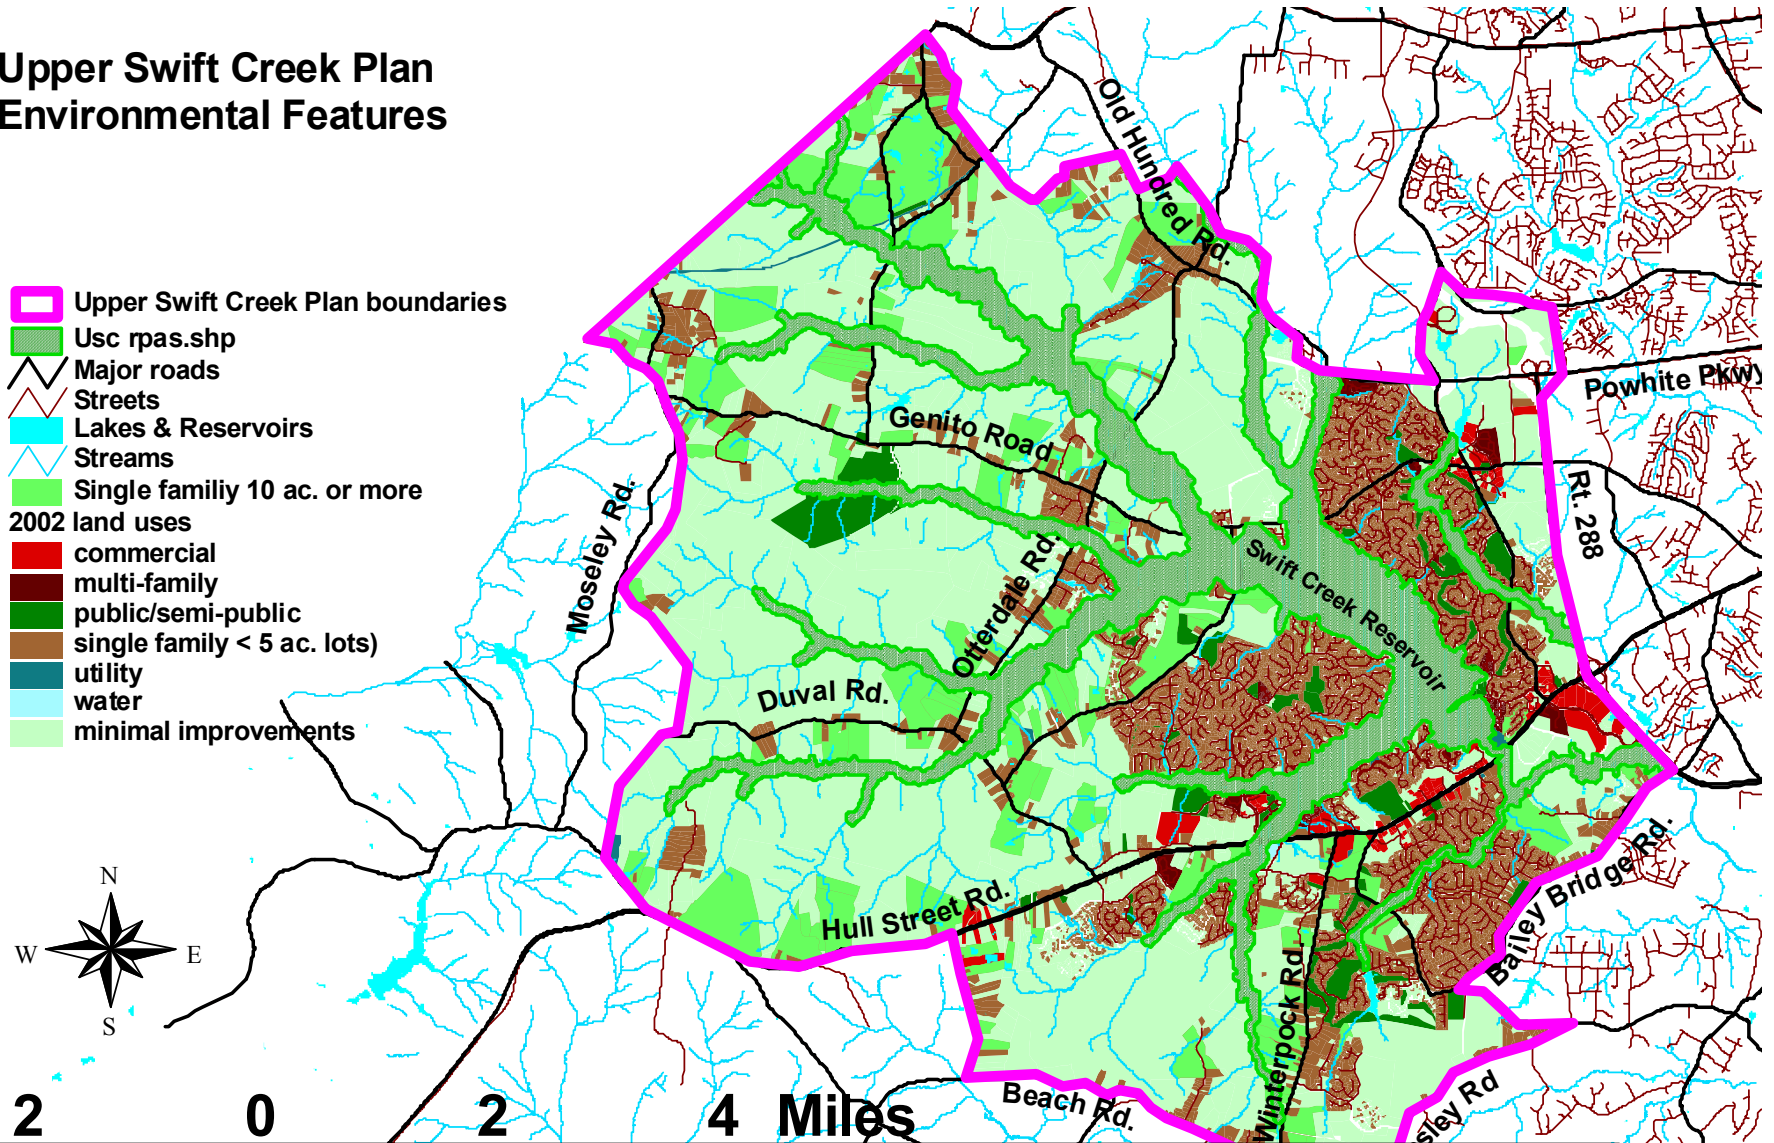 Upper Swift Creek Plan
Environmental Features
Upper Swift Creek Plan boundaries
Usc rpas.shp
Major roads
Streets
Lakes & Reservoirs
Streams
Single familiy 10 ac. or more
2002 land uses
commercial
multi-family
public/semi-public
single family < 5 ac. lots)
utility
water
minimal improvements
Old Hundred Rd.
Powhite Pkwy
Genito Road
Rt. 288
Moseley Rd.
Swift Creek Reservoir
Otterdale Rd.
Duval Rd.
Hull Street Rd.
Bailey Bridge Rd.
Winterpock Rd.
Beach Rd.
sley Rd
N
W
E
S
2 0 2 4 Miles